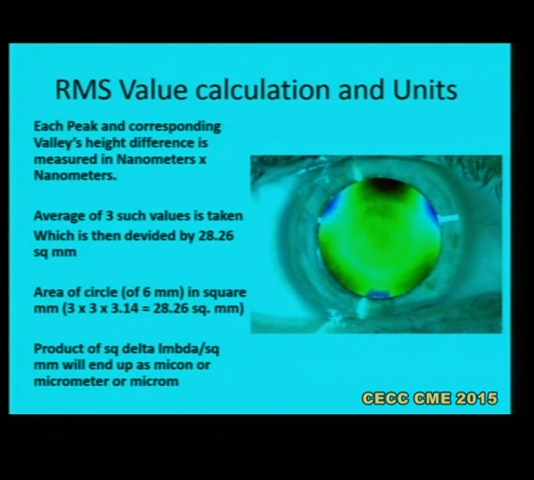 RMS Value calculation and Units
Each Peak and corresponding
Valley's height difference is
measured in Nanometers x
Nanometers.
Average of 3 such values is taken
Which is then devided by 28.26
sq mm
Area of circle (of 6 mm) in square
mm (3 x 3 x 3.14 = 28.26 sq. mm)
Product of sq delta lmbda/sq
mm will end up as micon or
micrometer or microm
CECC CME 2015